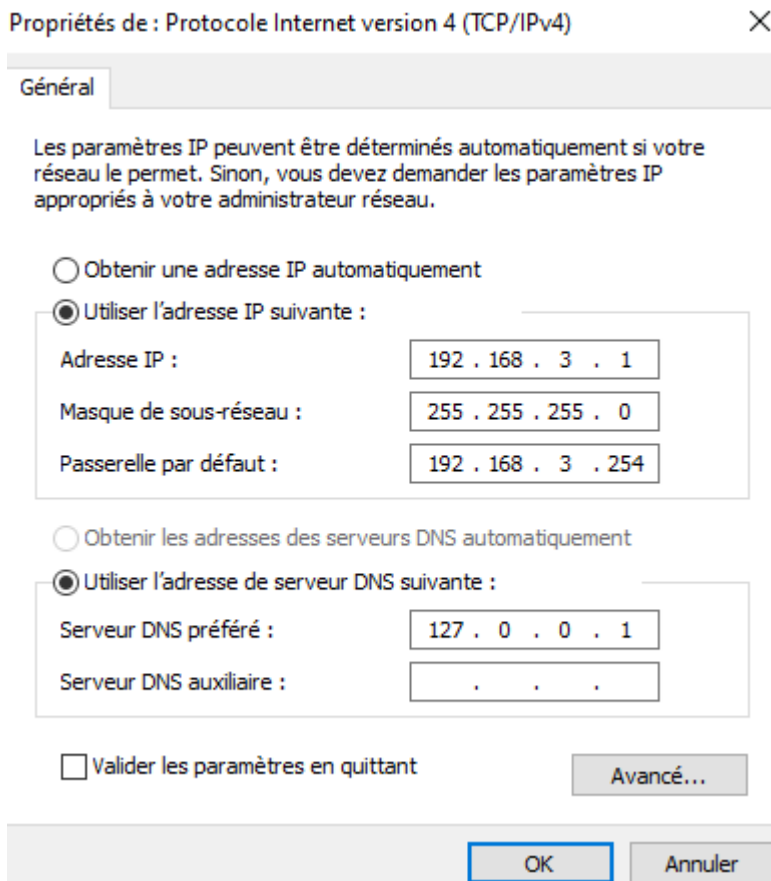 Propriétés de : Protocole Internet version 4 (TCP/IPv4)
Général
Les paramètres IP peuvent être déterminés automatiquement si votre
réseau le permet. Sinon, vous devez demander les paramètres IP
appropriés à votre administrateur réseau.
Obtenir une adresse IP automatiquement
Utiliser l’adresse IP suivante :
Adresse IP : 192 . 168 . 3 . 1
Masque de sous-réseau : 255 . 255 . 255 . 0
Passerelle par défaut : 192 . 168 . 3 . 254
Obtenir les adresses des serveurs DNS automatiquement
Utiliser l’adresse de serveur DNS suivante :
Serveur DNS préféré : 127 . 0 . 0 . 1
Serveur DNS auxiliaire : . . .
Valider les paramètres en quittant Avancé...
OK Annuler